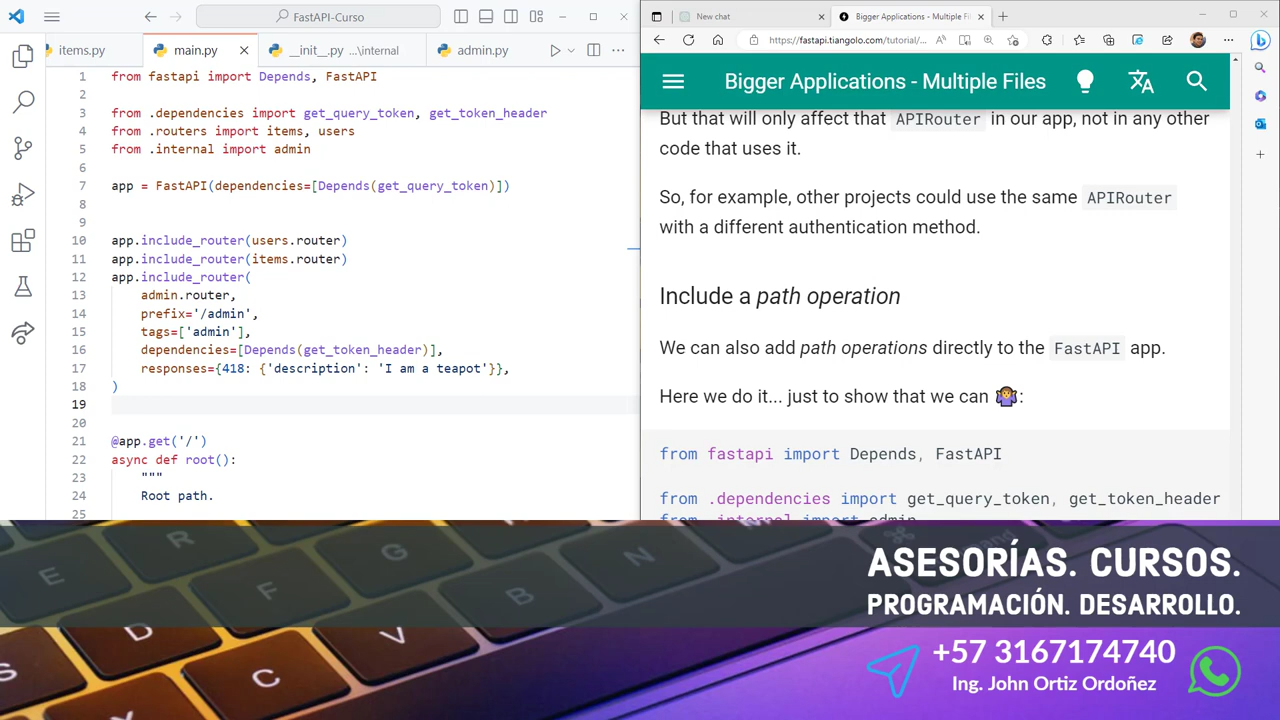 FastAPI-Curso
items.py
main.py
__init__.py ...\internal
admin.py
1 from fastapi import Depends, FastAPI
2
3 from .dependencies import get_query_token, get_token_header
4 from .routers import items, users
5 from .internal import admin
6
7 app = FastAPI(dependencies=[Depends(get_query_token)])
8
9
10 app.include_router(users.router)
11 app.include_router(items.router)
12 app.include_router(
13 admin.router,
14 prefix='/admin',
15 tags=['admin'],
16 dependencies=[Depends(get_token_header)],
17 responses={418: {'description': 'I am a teapot'}},
18 )
19
20
21 @app.get('/')
22 async def root():
23 """
24 Root path.
25
New chat
Bigger Applications - Multiple Fi
https://fastapi.tiangolo.com/tutorial/...
Bigger Applications - Multiple Files
But that will only affect that APIRouter in our app, not in any other
code that uses it.
So, for example, other projects could use the same APIRouter
with a different authentication method.
Include a path operation
We can also add path operations directly to the FastAPI app.
Here we do it... just to show that we can 🤷:
from fastapi import Depends, FastAPI
from .dependencies import get_query_token, get_token_header
from .internal import admin
E
R
G
N
F
B
D
V
C
S
X
ASESORÍAS. CURSOS.
PROGRAMACIÓN. DESARROLLO.
+57 3167174740
Ing. John Ortiz Ordoñez